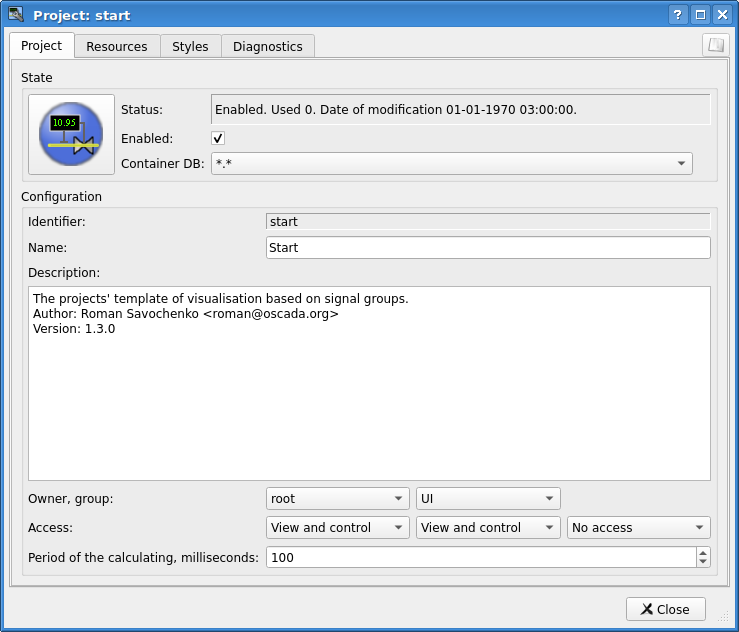 Project: start
Project Resources Styles Diagnostics
State
10.95
Status: Enabled. Used 0. Date of modification 01-01-1970 03:00:00.
Enabled:
Container DB: *.*
Configuration
Identifier: start
Name: Start
Description:
The projects' template of visualisation based on signal groups.
Author: Roman Savochenko <roman@oscada.org>
Version: 1.3.0
Owner, group: root UI
Access: View and control View and control No access
Period of the calculating, milliseconds: 100
Close